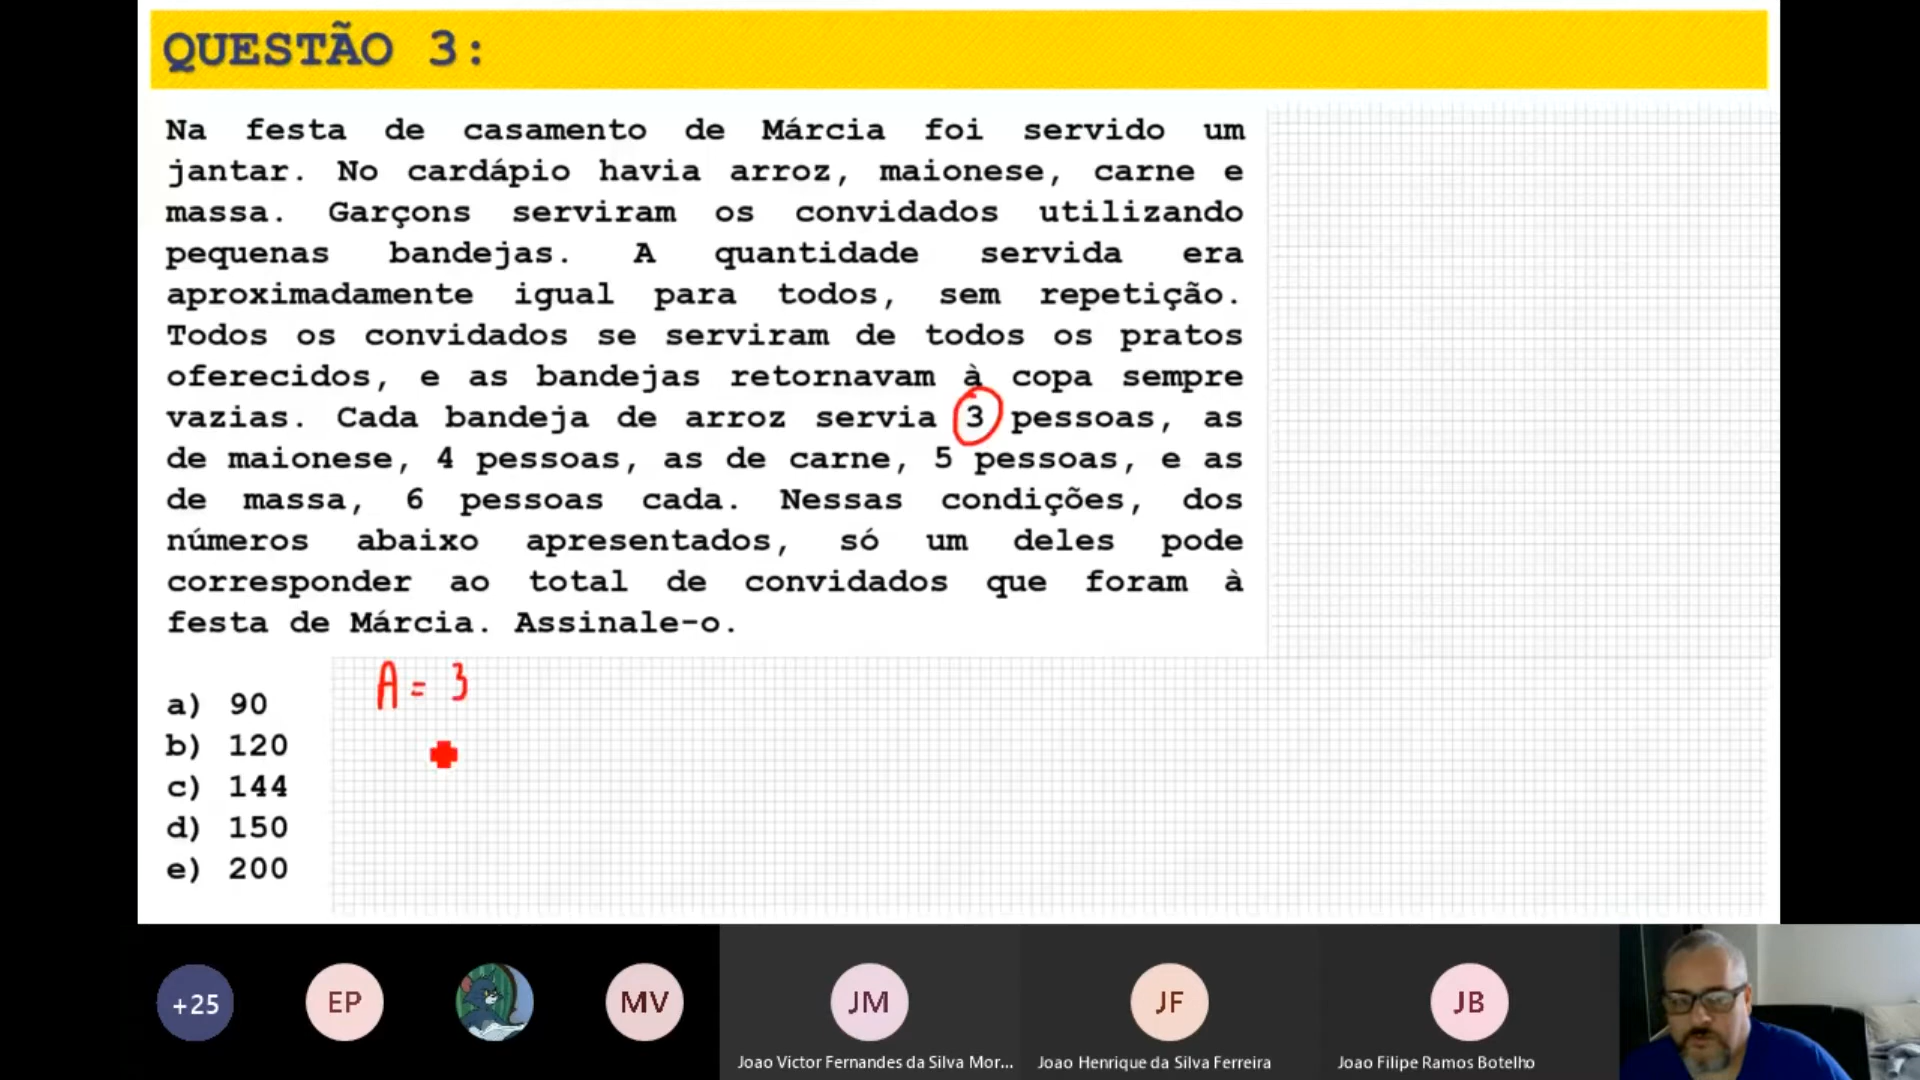 QUESTÃO 3:
Na festa de casamento de Márcia foi servido um
jantar. No cardápio havia arroz, maionese, carne e
massa. Garçons serviram os convidados utilizando
pequenas bandejas. A quantidade servida era
aproximadamente igual para todos, sem repetição.
Todos os convidados se serviram de todos os pratos
oferecidos, e as bandejas retornavam à copa sempre
vazias. Cada bandeja de arroz servia 3 pessoas, as
de maionese, 4 pessoas, as de carne, 5 pessoas, e as
de massa, 6 pessoas cada. Nessas condições, dos
números abaixo apresentados, só um deles pode
corresponder ao total de convidados que foram à
festa de Márcia. Assinale-o.
A = 3
a) 90
b) 120
c) 144
d) 150
e) 200
+25
EP
MV
JM
JF
JB
Joao Victor Fernandes da Silva Mor...
Joao Henrique da Silva Ferreira
Joao Filipe Ramos Botelho